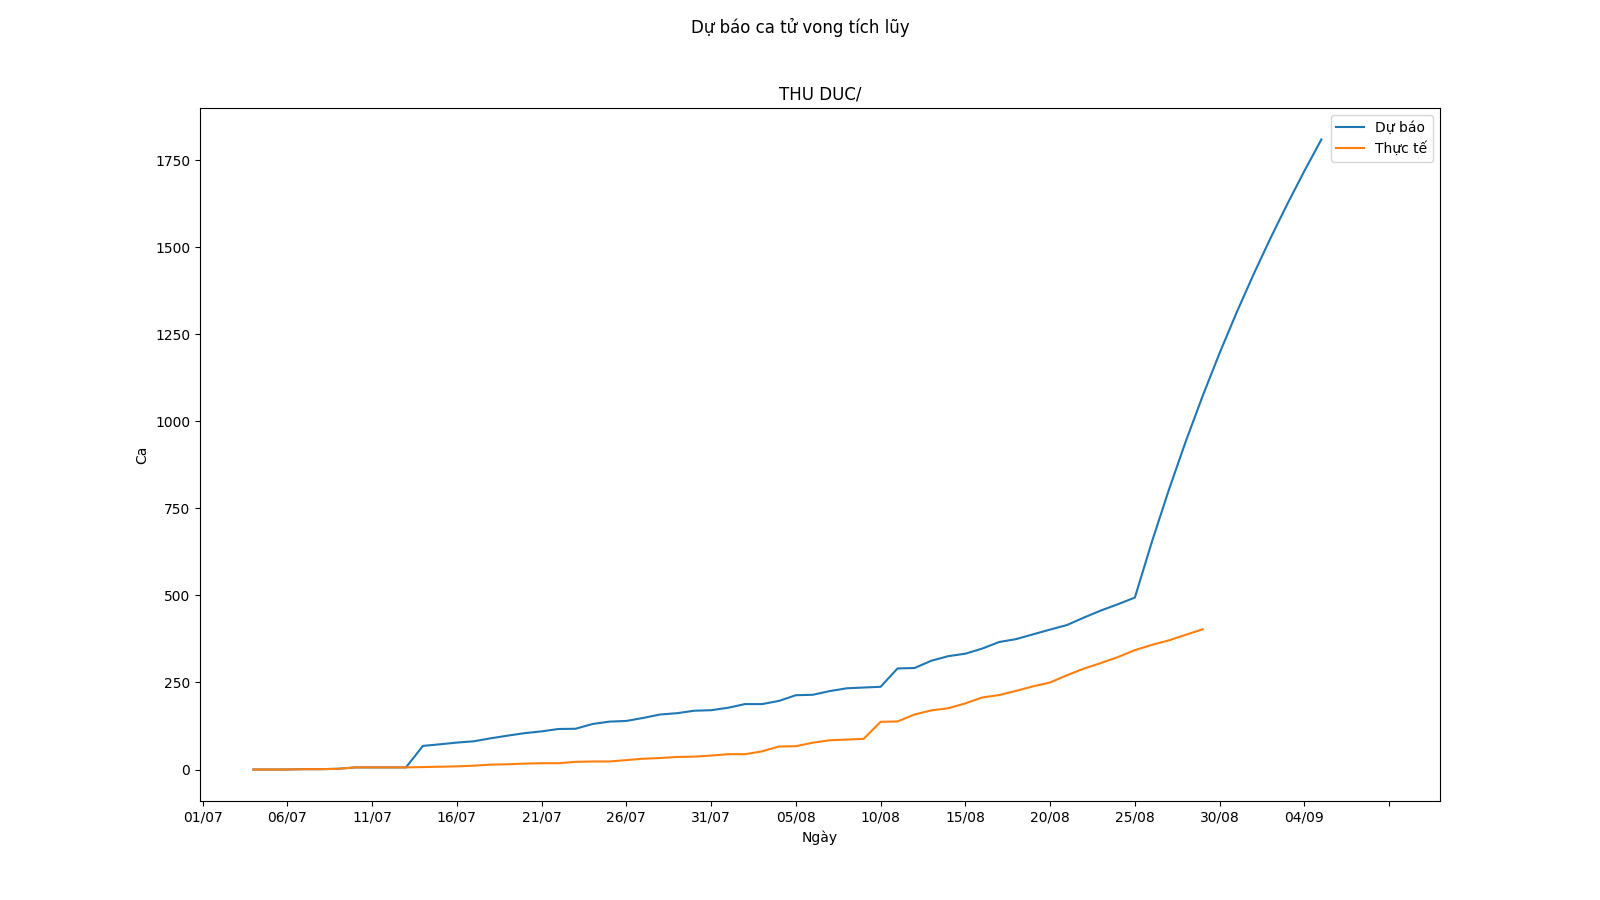 Dự báo ca tử vong tích lũy
THU DUC/
Dự báo
Thực tế
1750
1500
1250
1000
750
500
250
0
Ca
01/07 06/07 11/07 16/07 21/07 26/07 31/07 05/08 10/08 15/08 20/08 25/08 30/08 04/09
Ngày